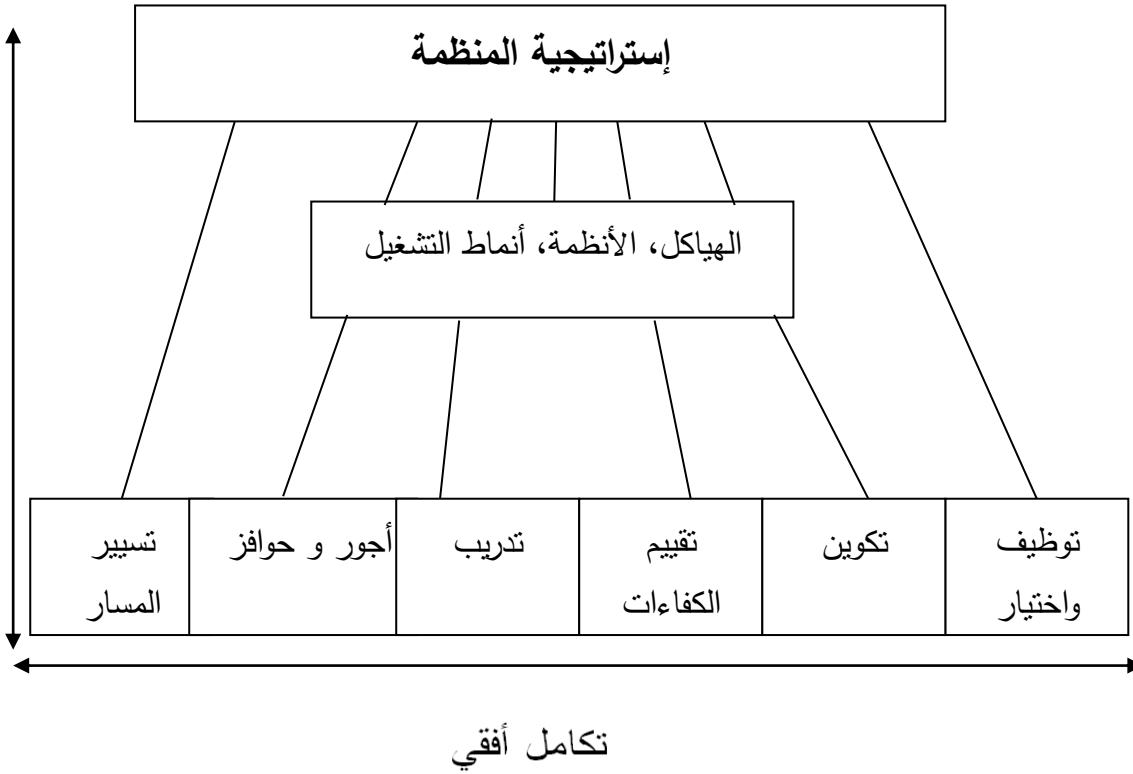 إستراتيجية المنظمة
الهياكل، الأنظمة، أنماط التشغيل
توظيف
واختيار
تكوين
تقييم
الكفاءات
تدريب
أجور و حوافز
تسيير
المسار
تكامل أفقي